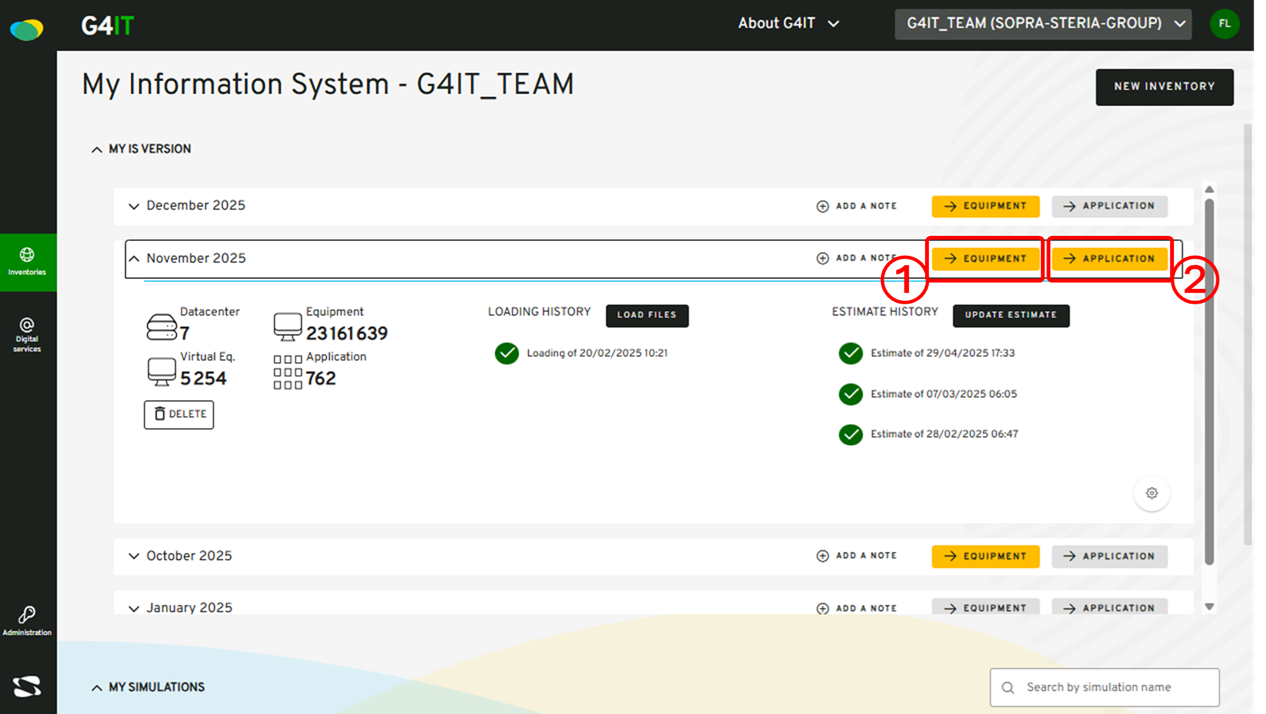 G4IT
About G4IT
G4IT_TEAM (SOPRA-STERIA-GROUP)
FL
My Information System - G4IT_TEAM
NEW INVENTORY
MY IS VERSION
December 2025
ADD A NOTE
EQUIPMENT
APPLICATION
November 2025
ADD A NOTE
EQUIPMENT
APPLICATION
1
2
Inventories
Digital
services
Administration
Datacenter
7
Equipment
23161639
Virtual Eq.
5254
Application
762
DELETE
LOADING HISTORY
LOAD FILES
Loading of 20/02/2025 10:21
ESTIMATE HISTORY
UPDATE ESTIMATE
Estimate of 29/04/2025 17:33
Estimate of 07/03/2025 06:05
Estimate of 28/02/2025 06:47
October 2025
ADD A NOTE
EQUIPMENT
APPLICATION
January 2025
ADD A NOTE
EQUIPMENT
APPLICATION
MY SIMULATIONS
Search by simulation name